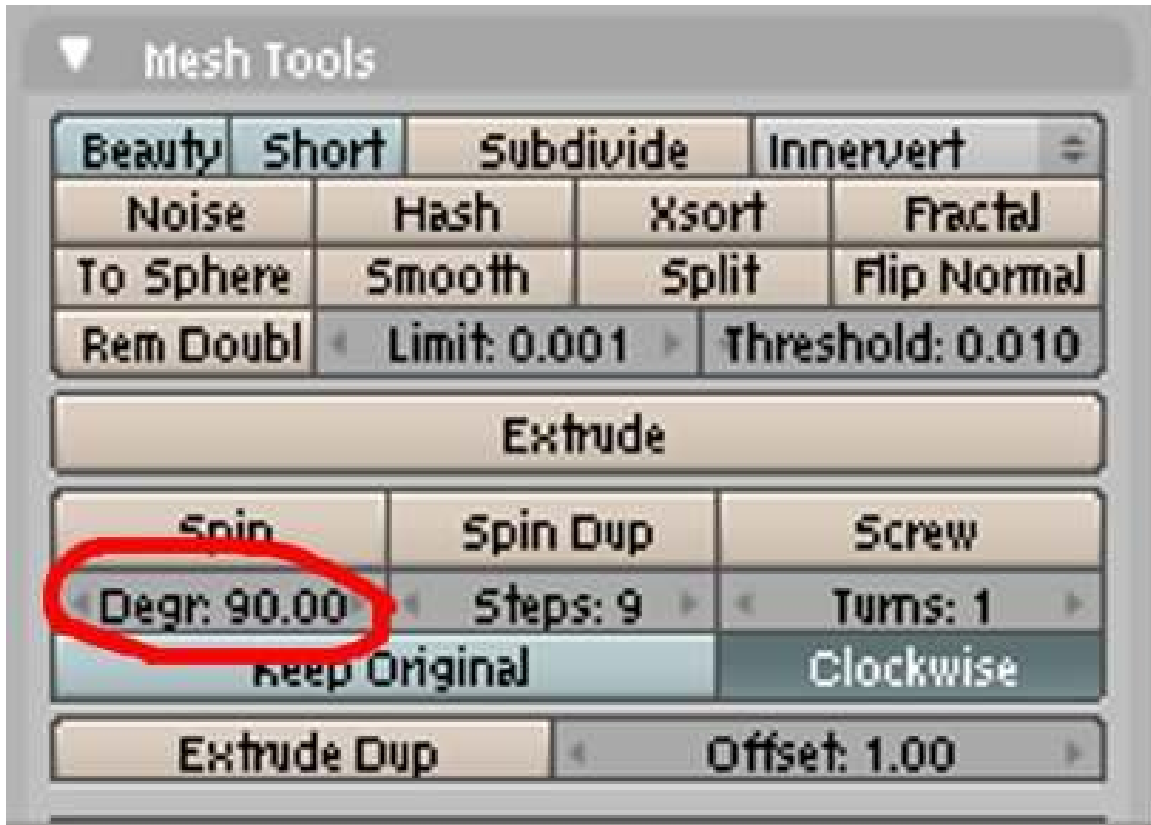 Mesh Tools
Beauty Short Subdivide Innervert
Noise Hash Xsort Fractal
To Sphere Smooth Split Flip Normal
Rem Doubl Limit: 0.001 Threshold: 0.010
Extrude
Spin Spin Dup Screw
Degr: 90.00 Steps: 9 Turns: 1
Keep Original Clockwise
Extrude Dup Offset: 1.00